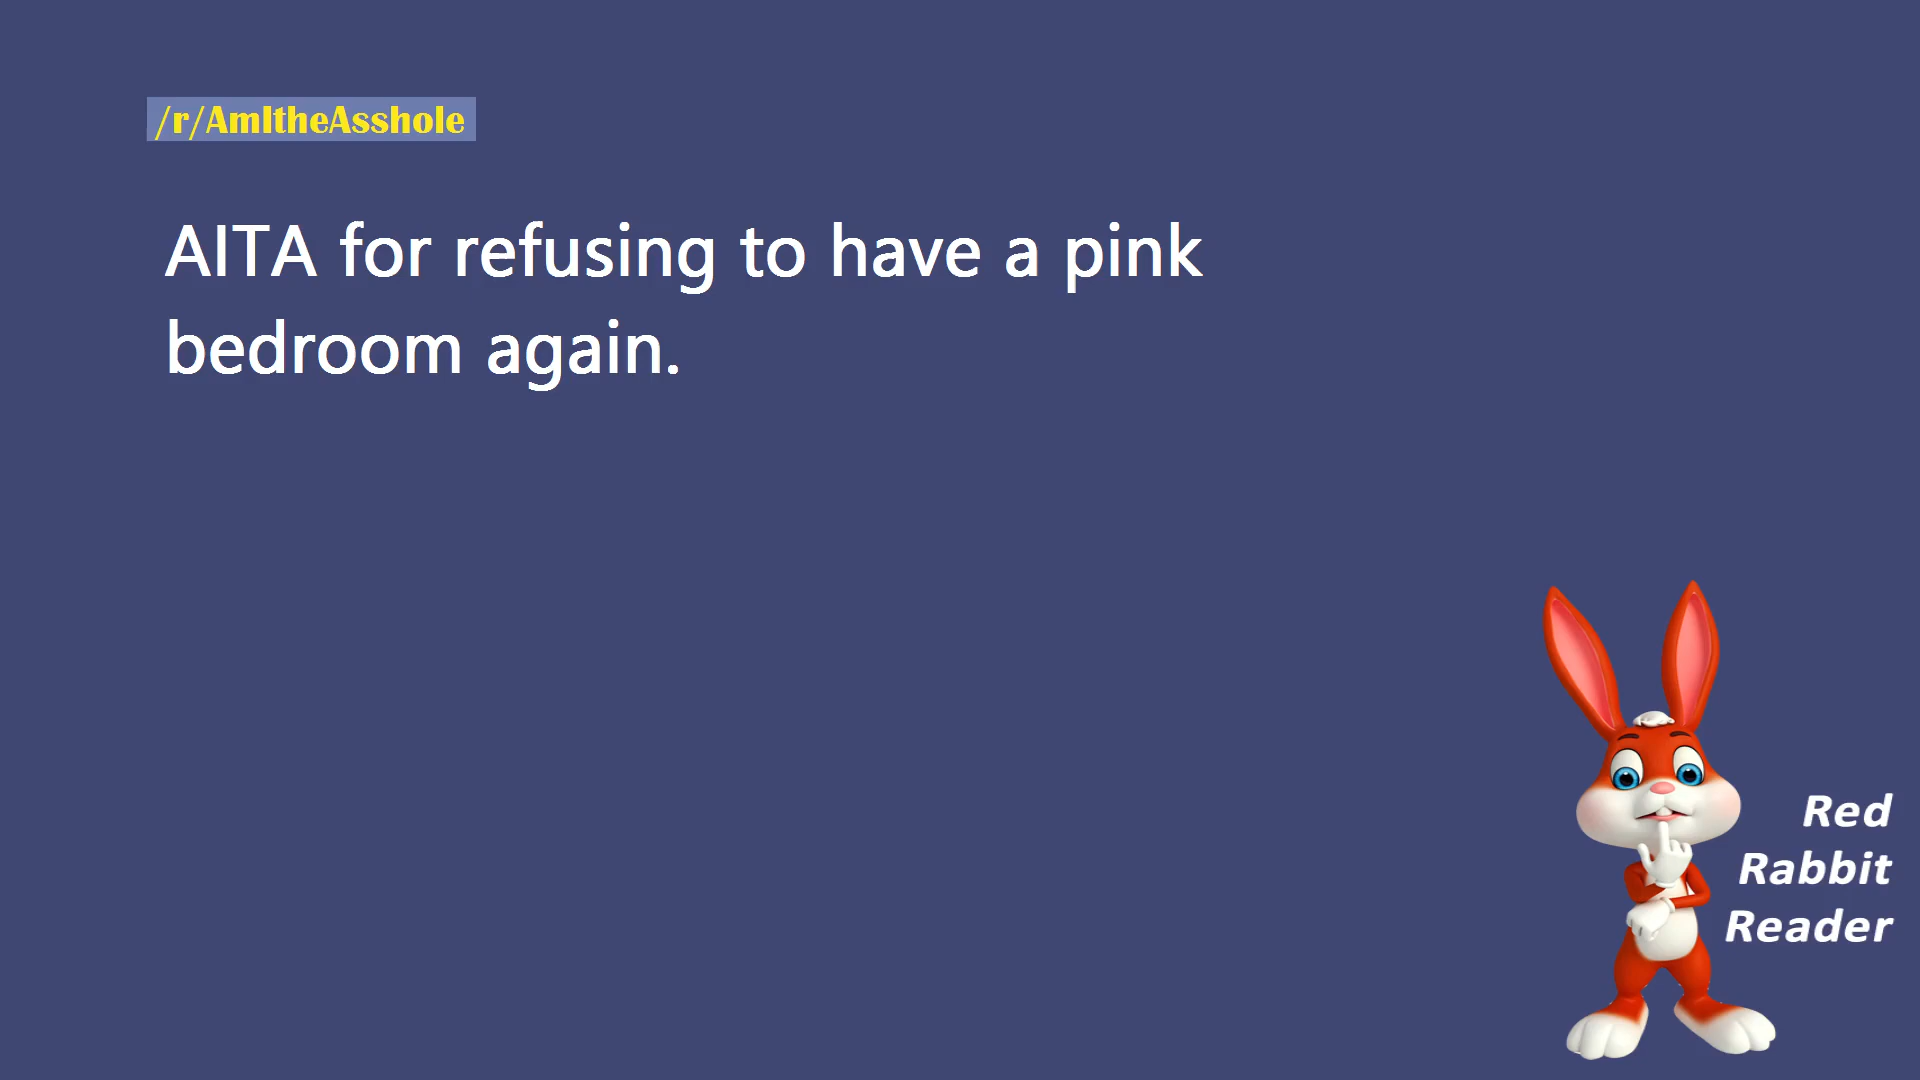 /r/AmItheAsshole
AITA for refusing to have a pink
bedroom again.
Red
Rabbit
Reader